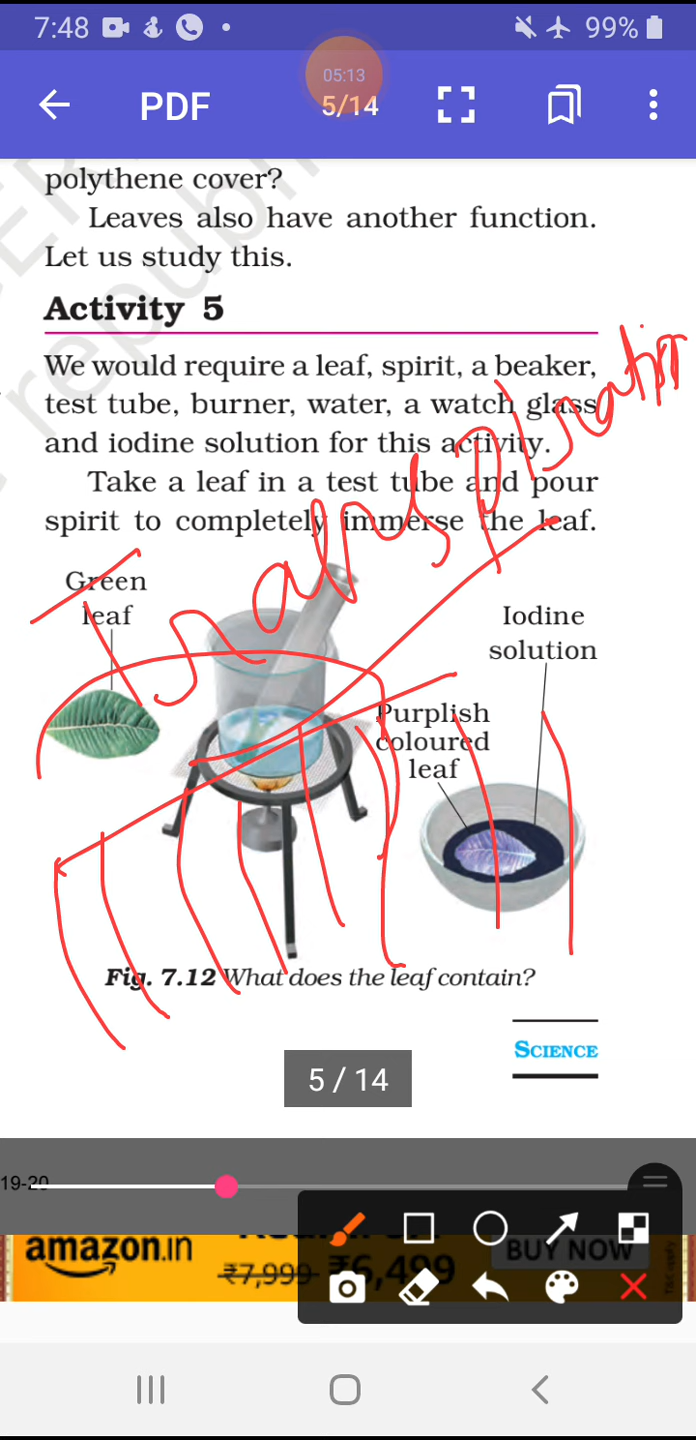 7:48 99%
05:13
PDF 5/14
polythene cover?
Leaves also have another function.
Let us study this.
Activity 5
We would require a leaf, spirit, a beaker,
test tube, burner, water, a watch glass
and iodine solution for this activity.
Take a leaf in a test tube and pour
spirit to completely immerse the leaf.
Transpiration
Green
leaf
Iodine
solution
Purplish
coloured
leaf
Fig. 7.12 What does the leaf contain?
SCIENCE
5 / 14
19-20
amazon.in
₹7,999 ₹6,499
BUY NOW